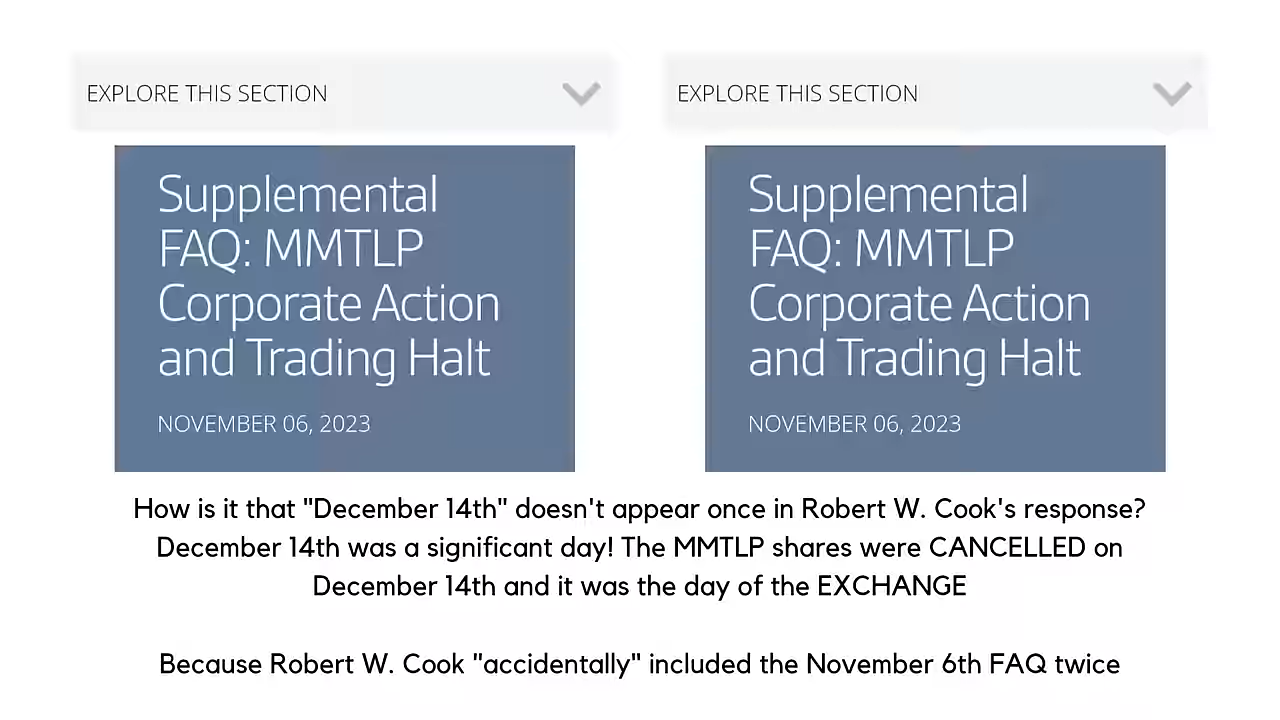 EXPLORE THIS SECTION
Supplemental
FAQ: MMTLP
Corporate Action
and Trading Halt
NOVEMBER 06, 2023
EXPLORE THIS SECTION
Supplemental
FAQ: MMTLP
Corporate Action
and Trading Halt
NOVEMBER 06, 2023
How is it that "December 14th" doesn't appear once in Robert W. Cook's response?
December 14th was a significant day! The MMTLP shares were CANCELLED on
December 14th and it was the day of the EXCHANGE
Because Robert W. Cook "accidentally" included the November 6th FAQ twice